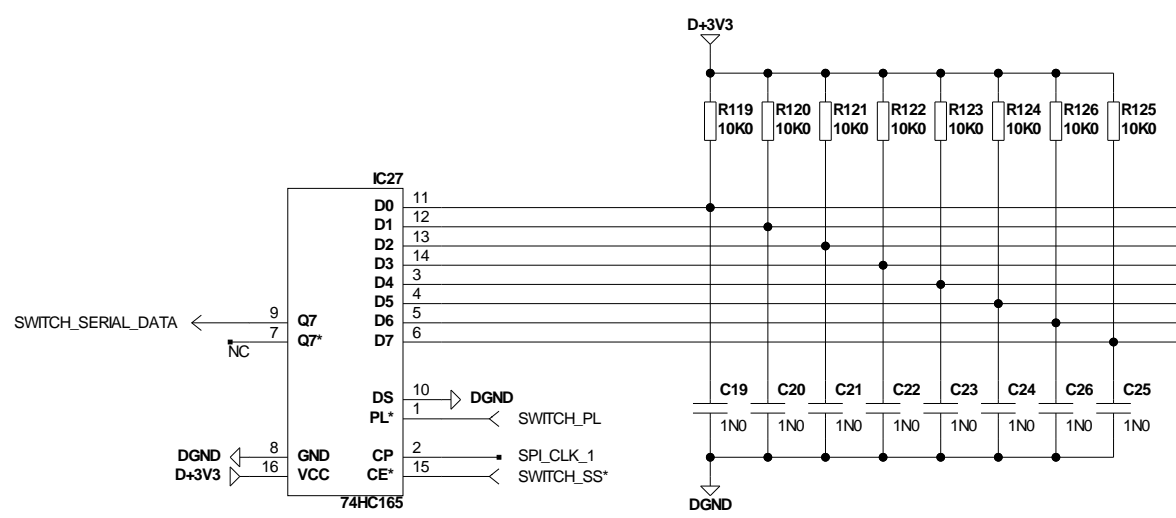 D+3V3
R119 R120 R121 R122 R123 R124 R126 R125
10K0 10K0 10K0 10K0 10K0 10K0 10K0 10K0
IC27
D0 11
D1 12
D2 13
D3 14
D4 3
D5 4
SWITCH_SERIAL_DATA 9 Q7 D6 5
NC 7 Q7* D7 6
C19 C20 C21 C22 C23 C24 C26 C25
1N0 1N0 1N0 1N0 1N0 1N0 1N0 1N0
DS 10 DGND
PL* 1 SWITCH_PL
DGND 8 GND CP 2 SPI_CLK_1
D+3V3 16 VCC CE* 15 SWITCH_SS*
74HC165
DGND